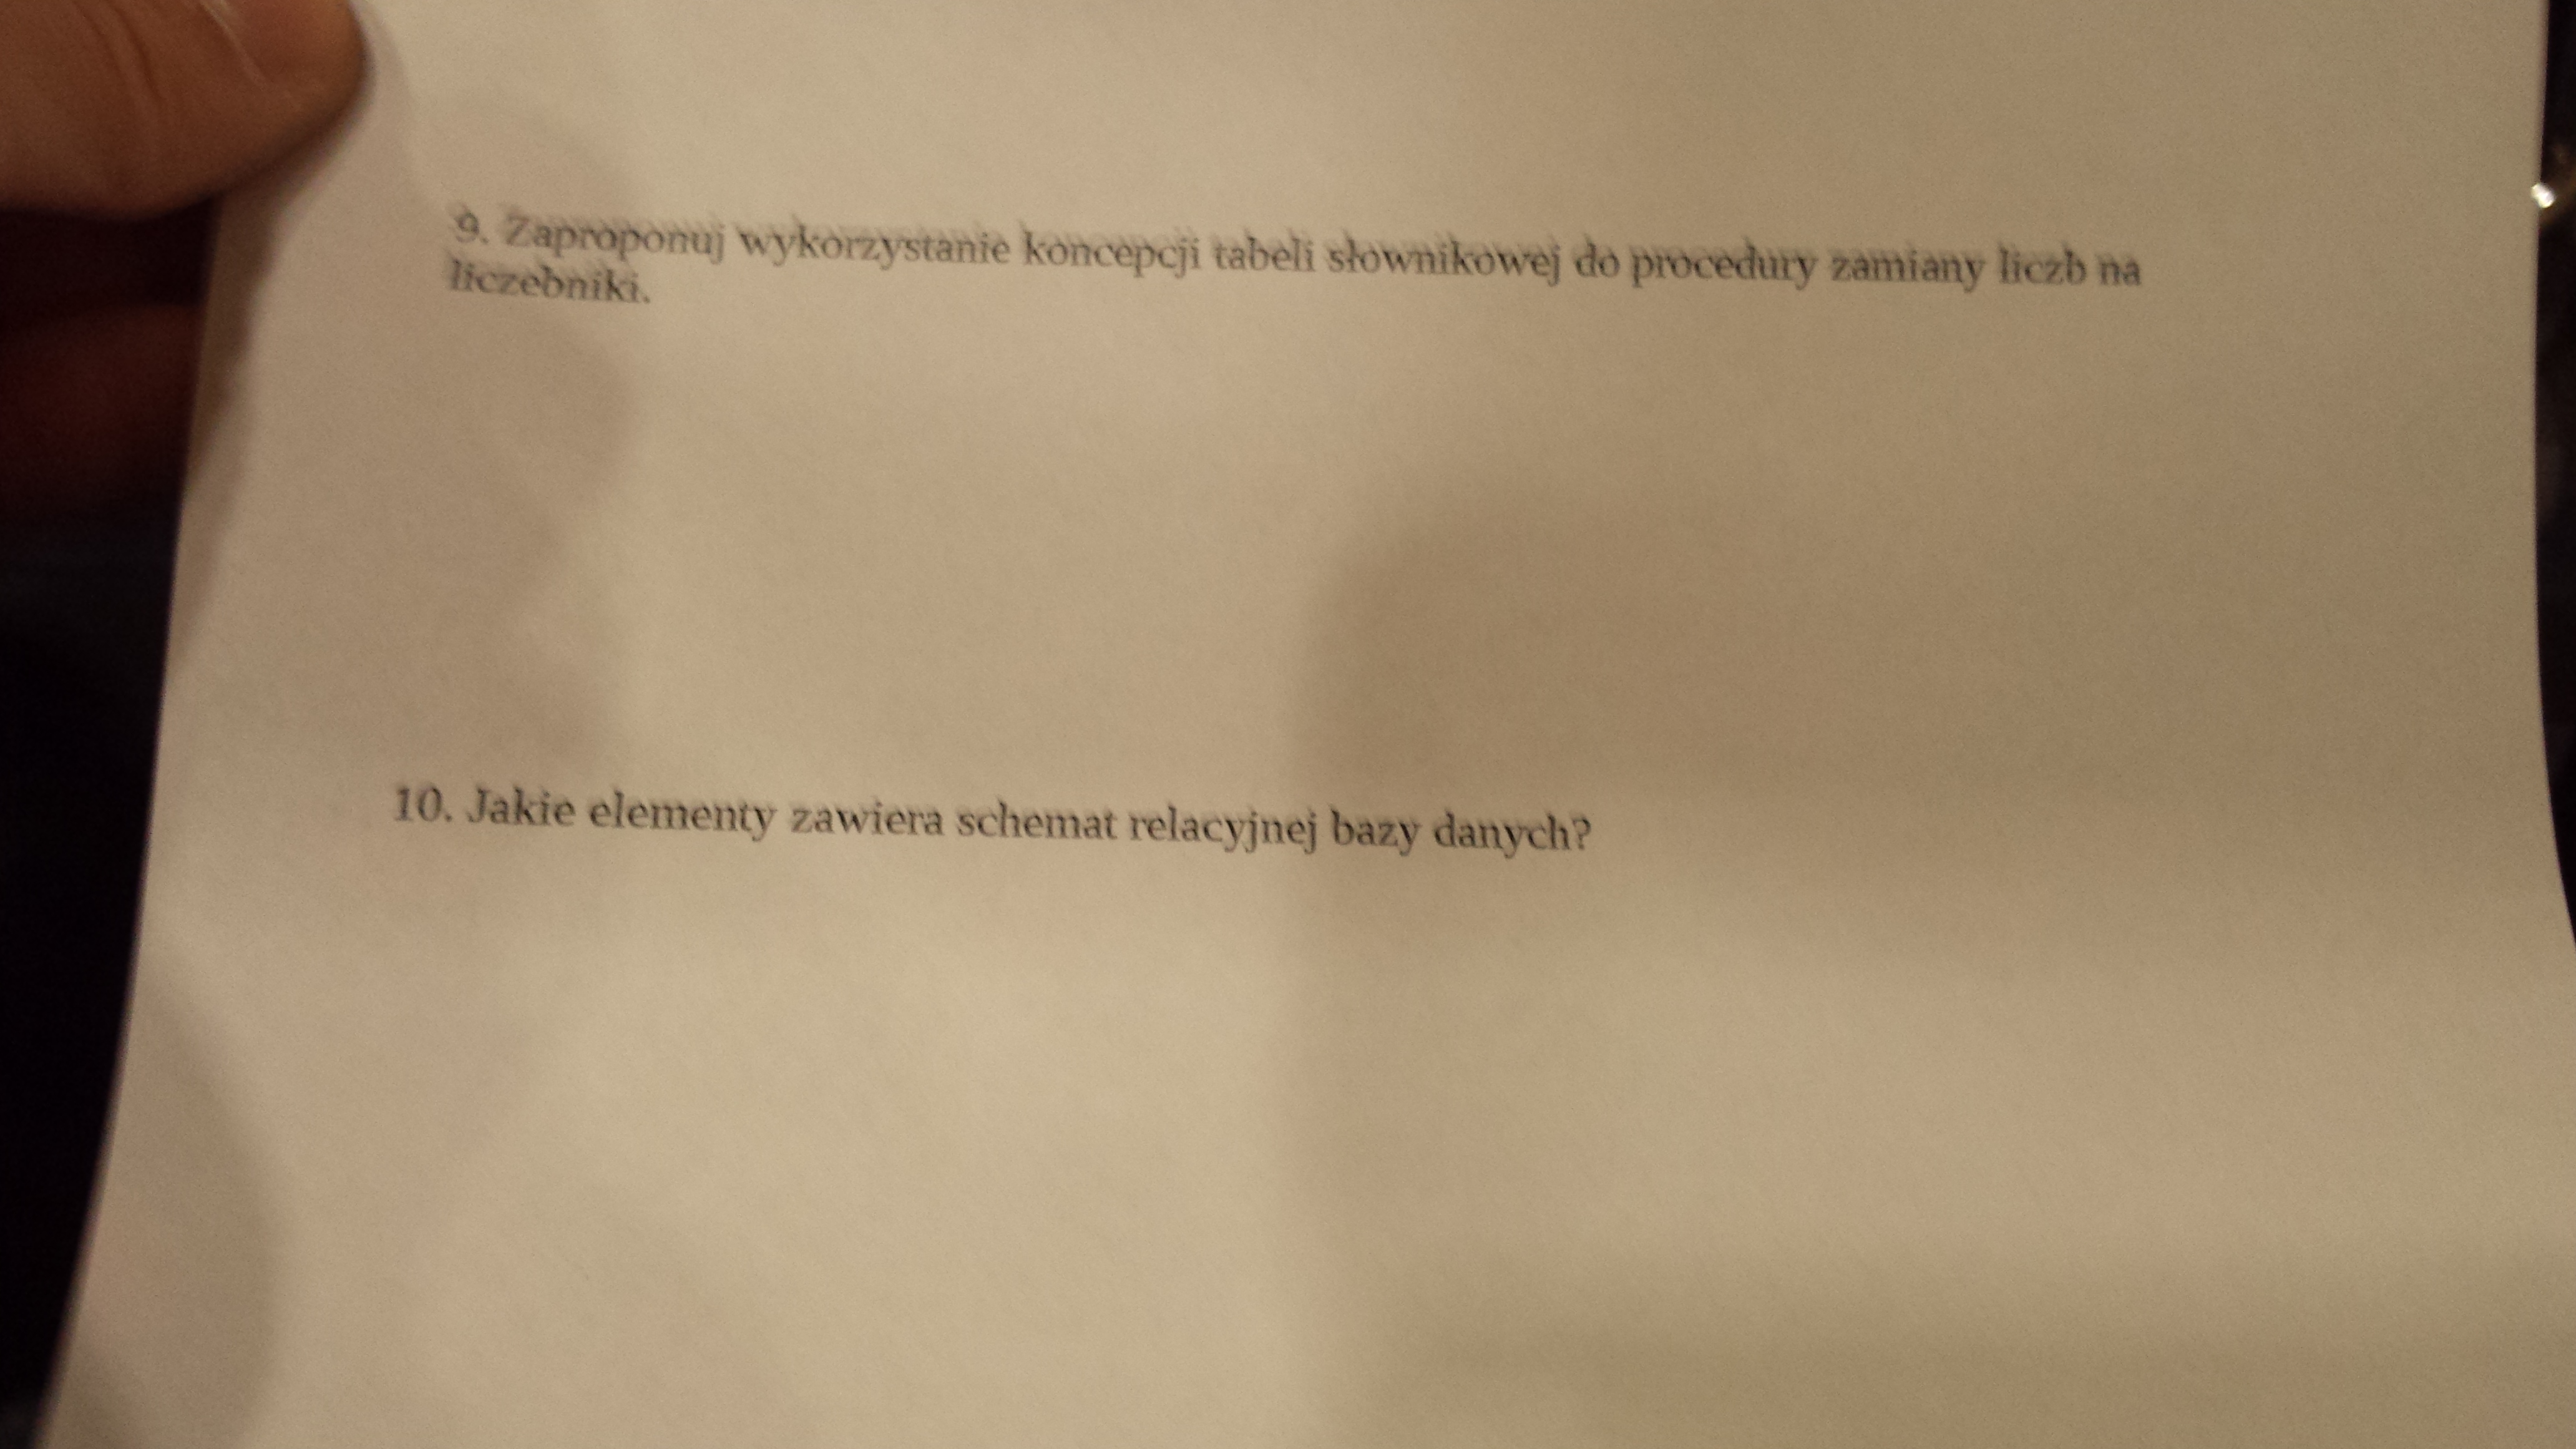 9. Zaproponuj wykorzystanie koncepcji tabeli słownikowej do procedury zamiany liczb na
liczebniki.
10. Jakie elementy zawiera schemat relacyjnej bazy danych?